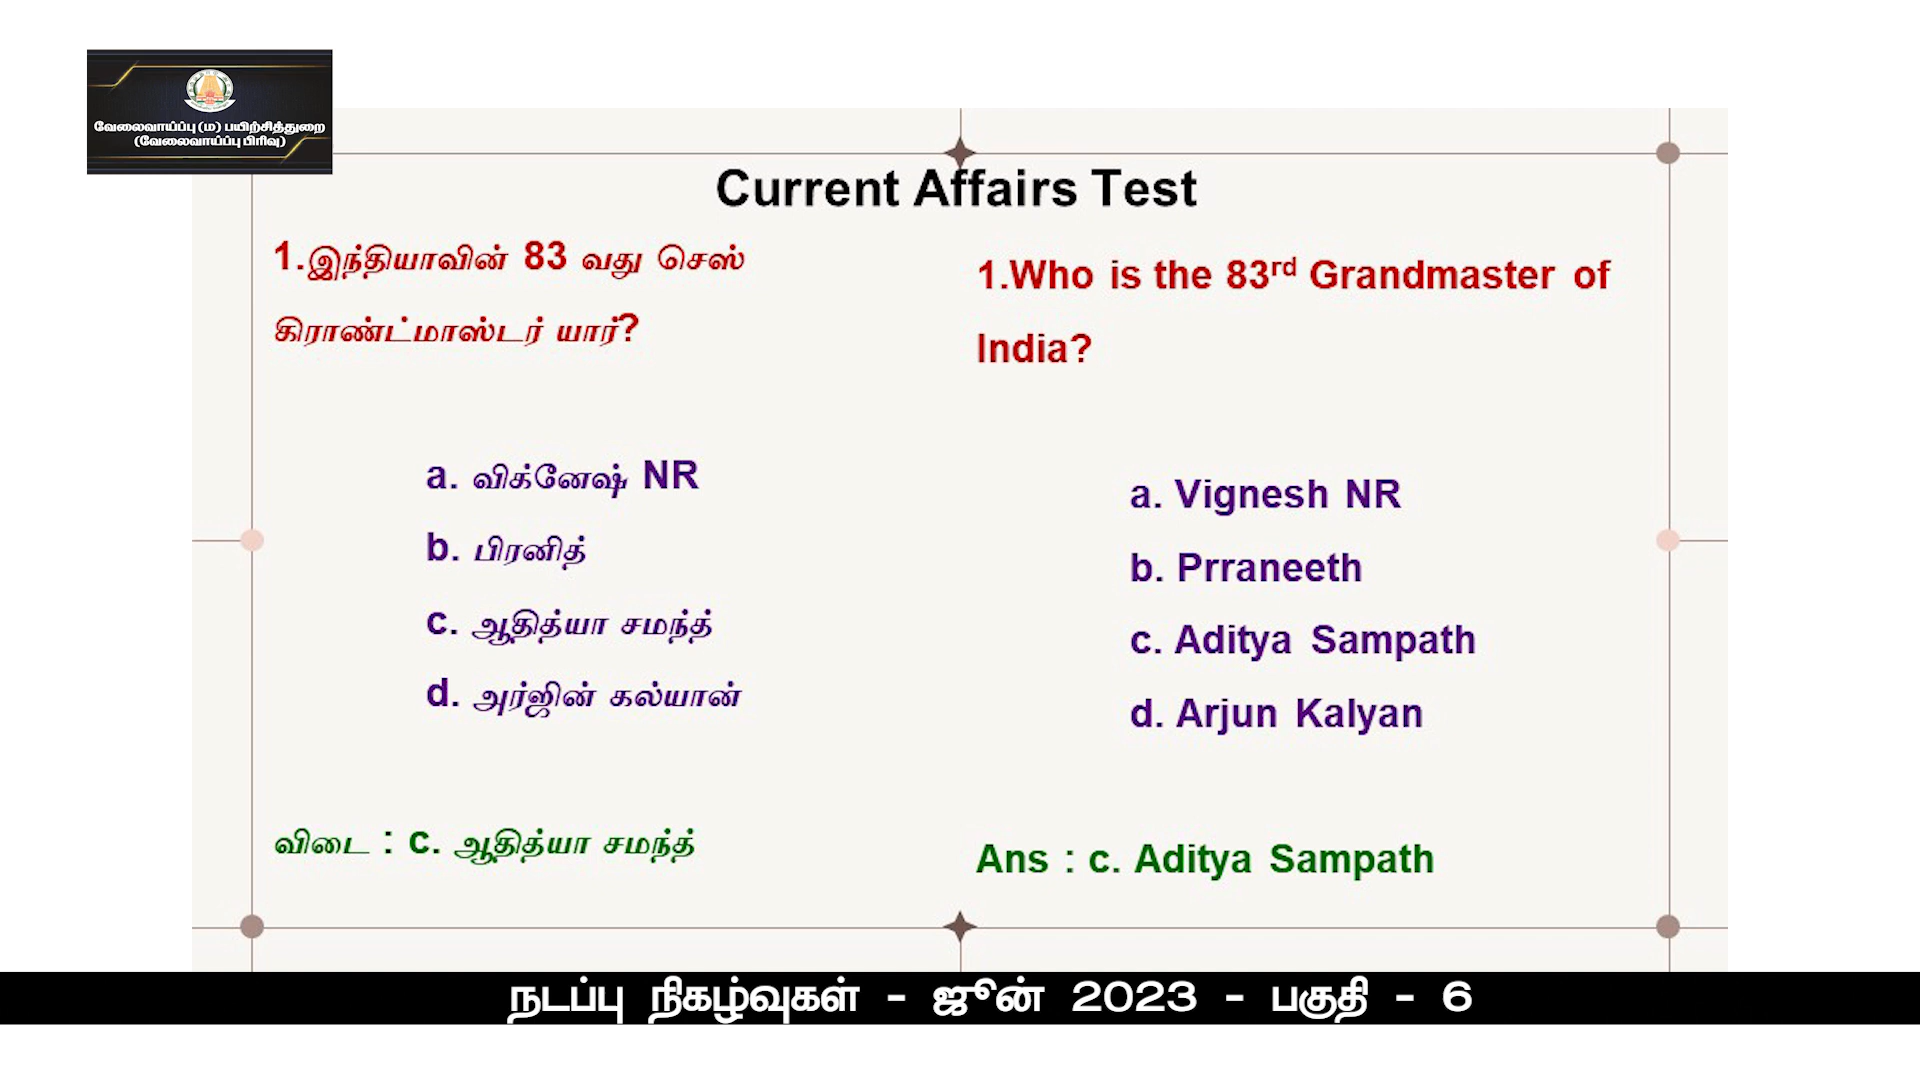 வேலைவாய்ப்பு (ம) பயிற்சித்துறை
(வேலைவாய்ப்பு பிரிவு)
Current Affairs Test
1.இந்தியாவின் 83 வது செஸ்
கிராண்ட்மாஸ்டர் யார்?
a. விக்னேஷ் NR
b. பிரனித்
c. ஆதித்யா சமந்த்
d. அர்ஜின் கல்யான்
விடை : c. ஆதித்யா சமந்த்
1.Who is the 83rd Grandmaster of
India?
a. Vignesh NR
b. Prraneeth
c. Aditya Sampath
d. Arjun Kalyan
Ans : c. Aditya Sampath
நடப்பு நிகழ்வுகள் - ஜூன் 2023 - பகுதி - 6